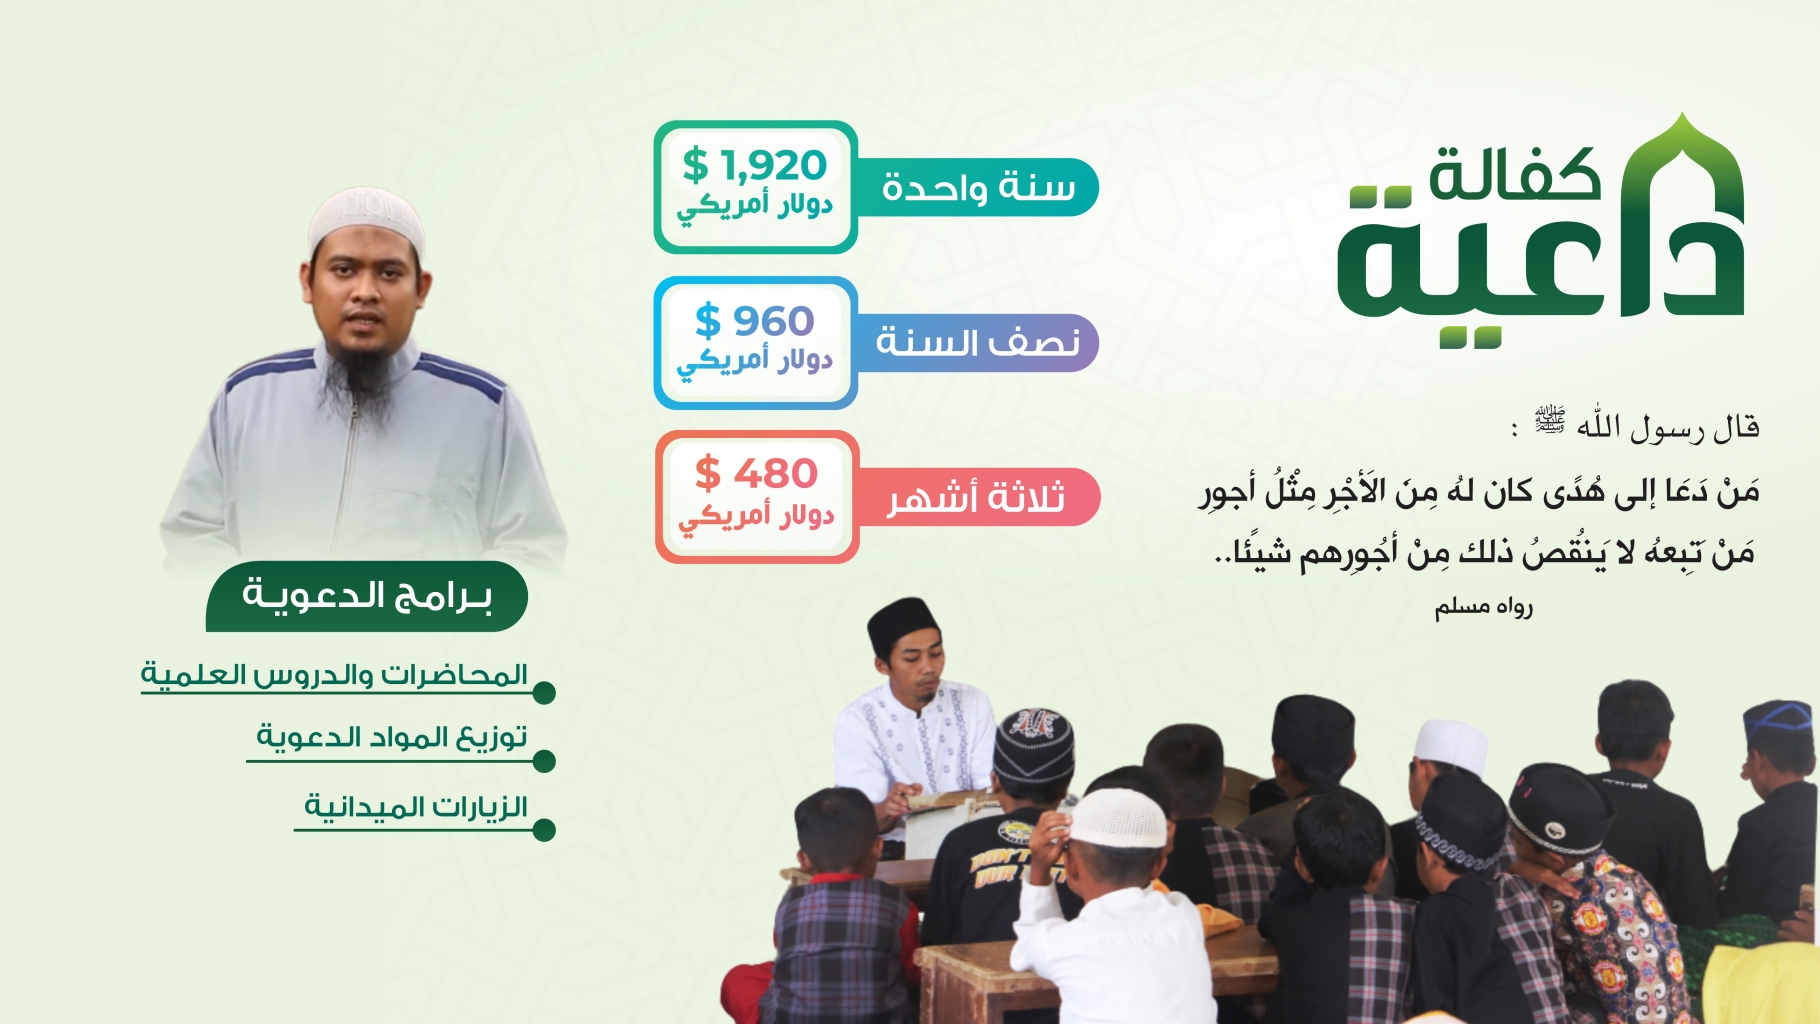 كفالة
داعية
قال رسول الله ﷺ :
مَنْ دَعَا إلى هُدًى كان لهُ مِنَ الأَجْرِ مِثْلُ أجورِ
مَنْ تَبِعهُ لا يَنقُصُ ذلك مِنْ أجُورِهم شيئًا..
رواه مسلم
سنة واحدة
$ 1,920
دولار أمريكي
نصف السنة
$ 960
دولار أمريكي
ثلاثة أشهر
$ 480
دولار أمريكي
بـرامج الـدعويـة
المحاضرات والدروس العلمية
توزيع المواد الدعوية
الزيارات الميدانية